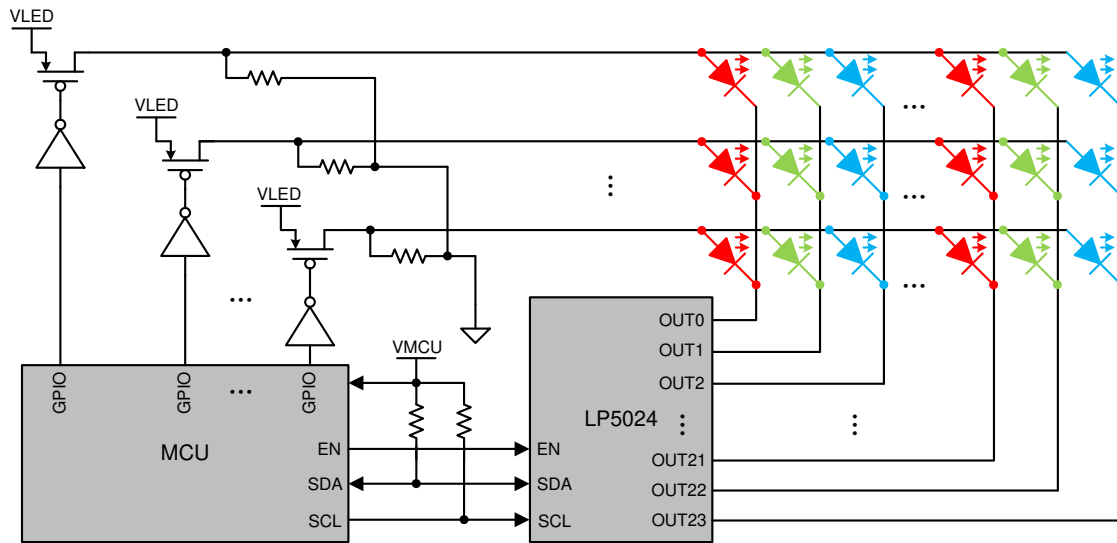 VLED
VLED
VLED
...
...
...
...
...
VMCU
GPIO
GPIO
...
GPIO
MCU
EN
SDA
SCL
LP5024
EN
SDA
SCL
OUT0
OUT1
OUT2
...
OUT21
OUT22
OUT23
...